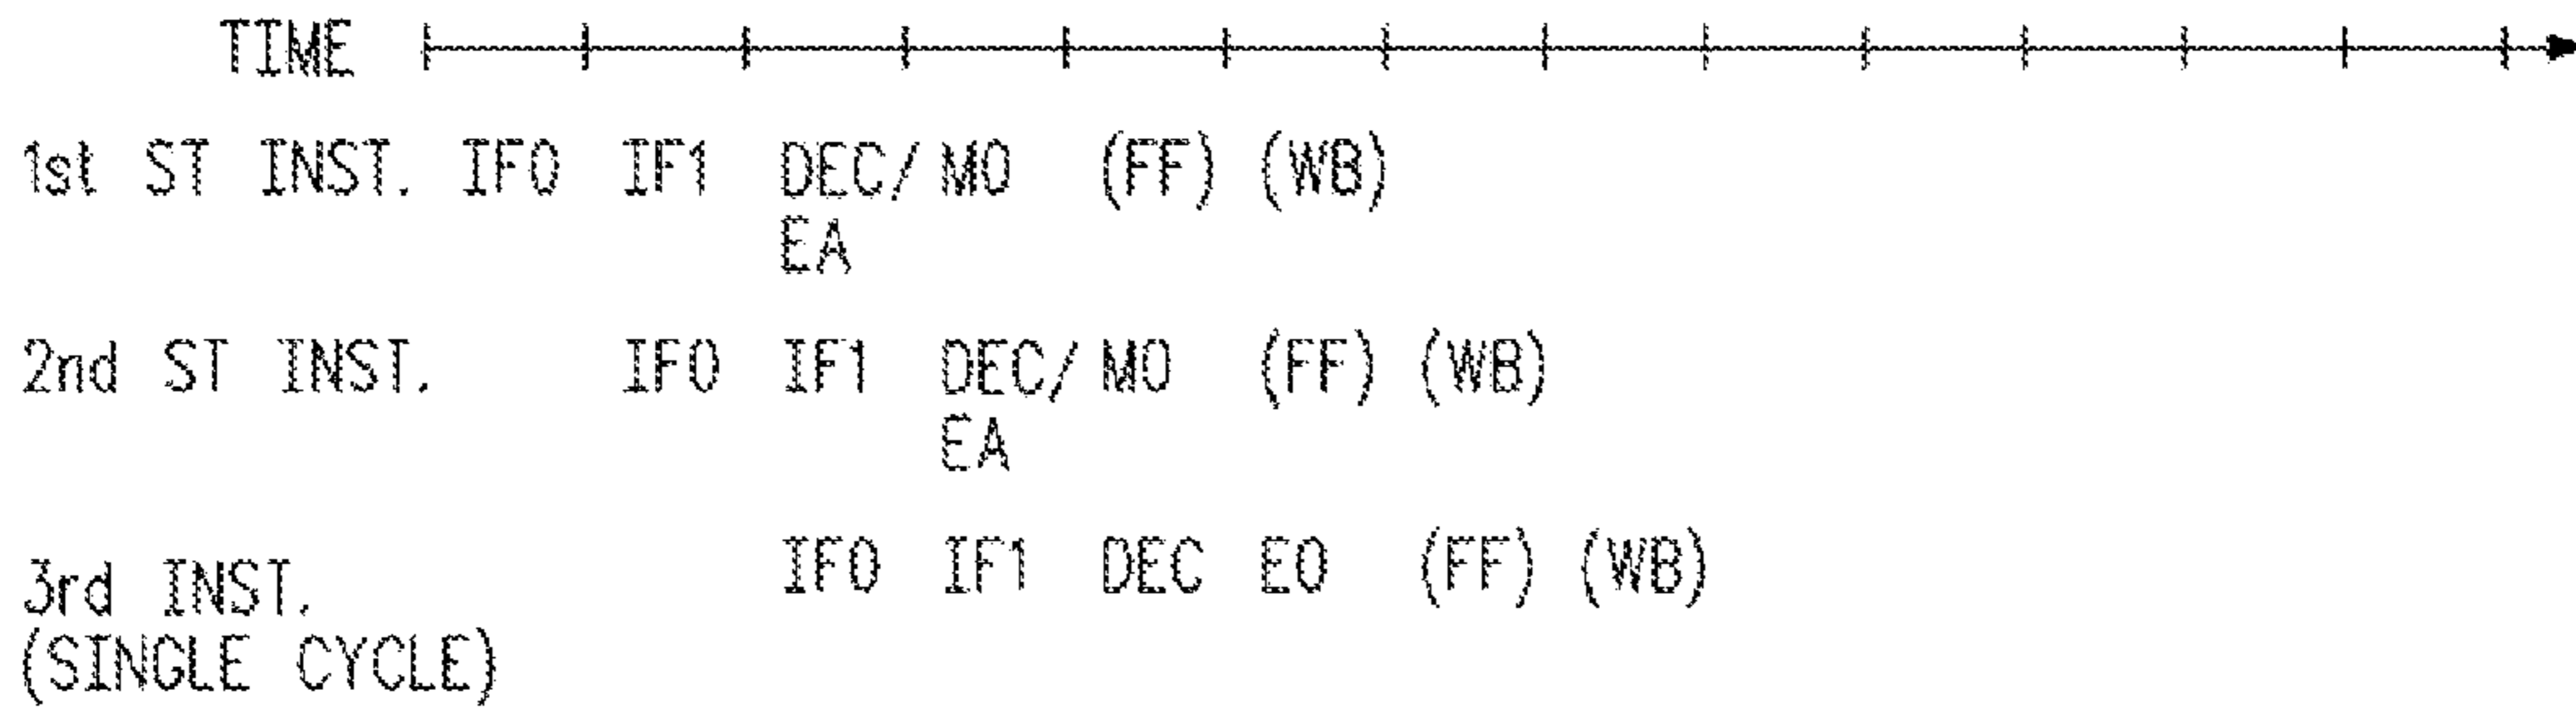 TIME
1st ST INST. IF0 IF1 DEC/ M0 (FF) (WB)
EA
2nd ST INST. IF0 IF1 DEC/ M0 (FF) (WB)
EA
3rd INST. IF0 IF1 DEC E0 (FF) (WB)
(SINGLE CYCLE)